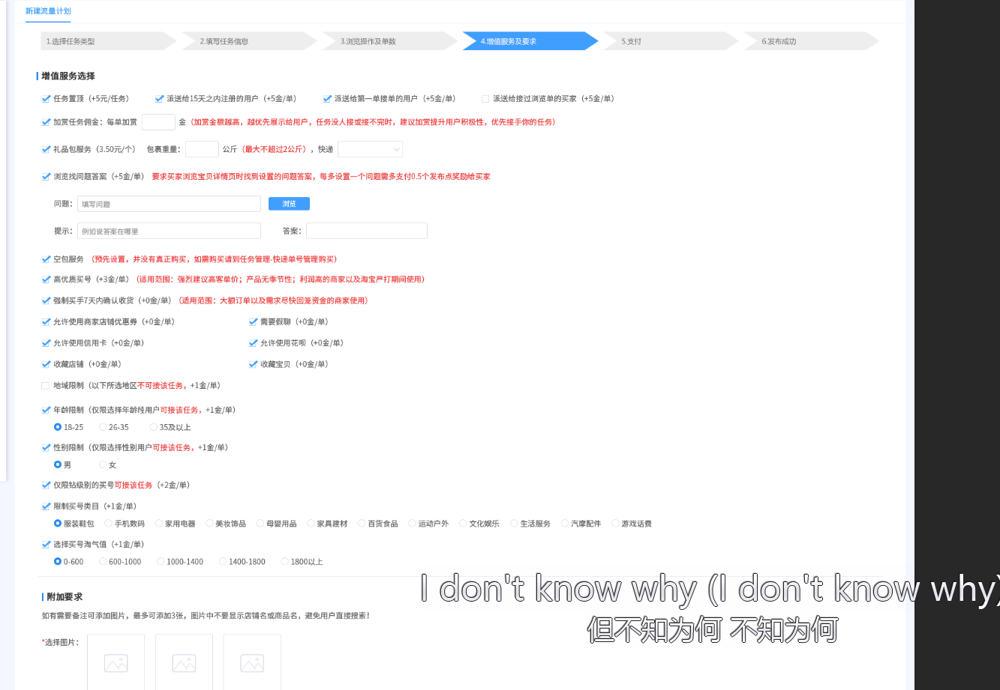 新建流量计划
1.选择任务类型 2.填写任务信息 3.浏览操作及单数 4.增值服务及要求 5.支付 6.发布成功
增值服务选择
任务置顶（+5元/任务） 派送给15天之内注册的用户（+5金/单） 派送给第一单接单的用户（+5金/单） 派送给接过浏览单的买家（+5金/单）
加赏任务佣金：每单加赏 金（加赏金额越高，越优先展示给用户，任务没人接或接不完时，建议加赏提升用户积极性，优先接手你的任务）
礼品包服务（3.50元/个） 包裹重量： 公斤（最大不超过2公斤），快递
浏览找问题答案（+5金/单） 要求买家浏览宝贝详情页时找到设置的问题答案，每多设置一个问题需多支付0.5个发布点奖励给买家
问题： 填写问题 浏览
提示： 例如说答案在哪里 答案：
空包服务 （预先设置，并没有真正购买，如需购买请到任务管理-快递单号管理购买）
高优质买号（+3金/单）（适用范围：强烈建议高客单价；产品无季节性；利润高的商家以及淘宝严打期间使用）
强制买手7天内确认收货（+0金/单）（适用范围：大额订单以及需求尽快回笼资金的商家使用）
允许使用商家店铺优惠券（+0金/单） 需要假聊（+0金/单）
允许使用信用卡（+0金/单） 允许使用花呗（+0金/单）
收藏店铺（+0金/单） 收藏宝贝（+0金/单）
地域限制（以下所选地区不可接该任务，+1金/单）
年龄限制（仅限选择年龄段用户可接该任务，+1金/单）
18-25 26-35 35及以上
性别限制（仅限选择性别用户可接该任务，+1金/单）
男 女
仅限钻级别的买号可接该任务（+2金/单）
限制买号类目（+1金/单）
服装鞋包 手机数码 家用电器 美妆饰品 母婴用品 家具建材 百货食品 运动户外 文化娱乐 生活服务 汽摩配件 游戏话费
选择买号淘气值（+1金/单）
0-600 600-1000 1000-1400 1400-1800 1800以上
I don't know why (I don't know why)
附加要求
如有需要备注可添加图片，最多可添加3张，图片中不要显示店铺名或商品名，避免用户直接搜索！
但不知为何 不知为何
*选择图片：